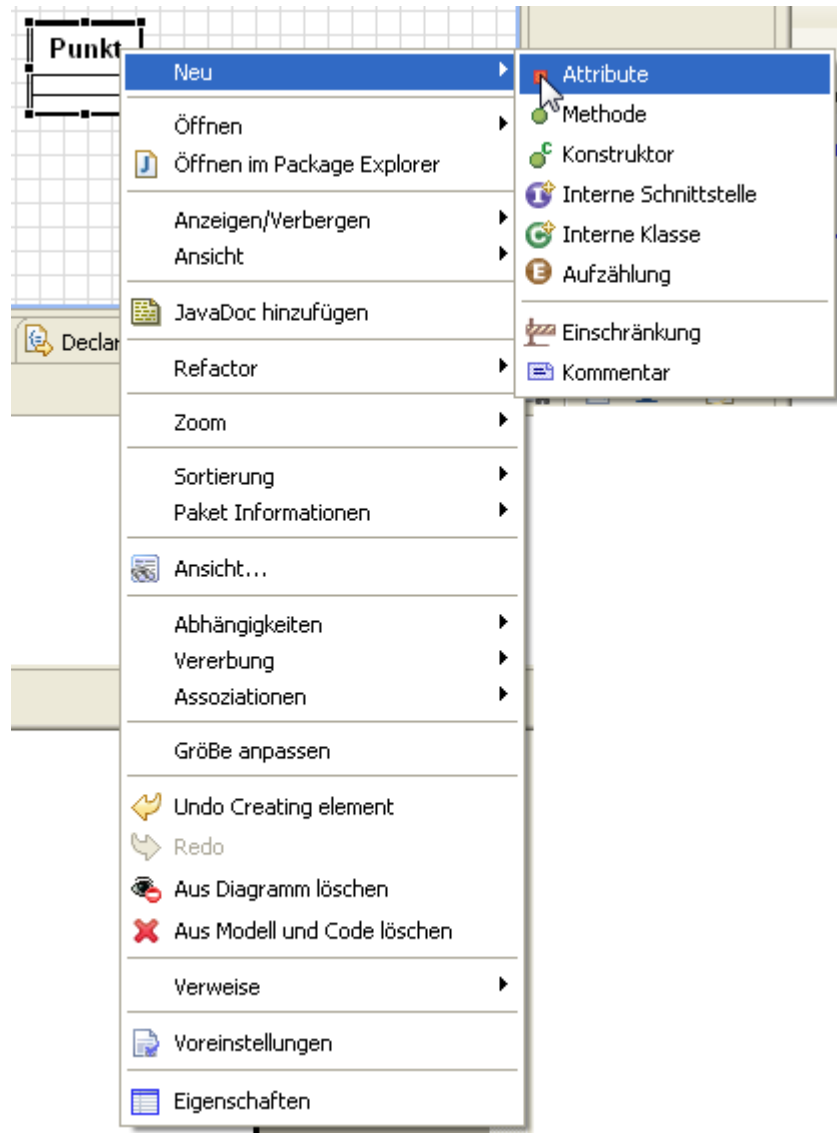 Punkt
Neu
Öffnen
Öffnen im Package Explorer
Anzeigen/Verbergen
Ansicht
JavaDoc hinzufügen
Refactor
Zoom
Sortierung
Paket Informationen
Ansicht...
Abhängigkeiten
Vererbung
Assoziationen
GröBe anpassen
Undo Creating element
Redo
Aus Diagramm löschen
Aus Modell und Code löschen
Verweise
Voreinstellungen
Eigenschaften
Attribute
Methode
Konstruktor
Interne Schnittstelle
Interne Klasse
Aufzählung
Einschränkung
Kommentar
Declar